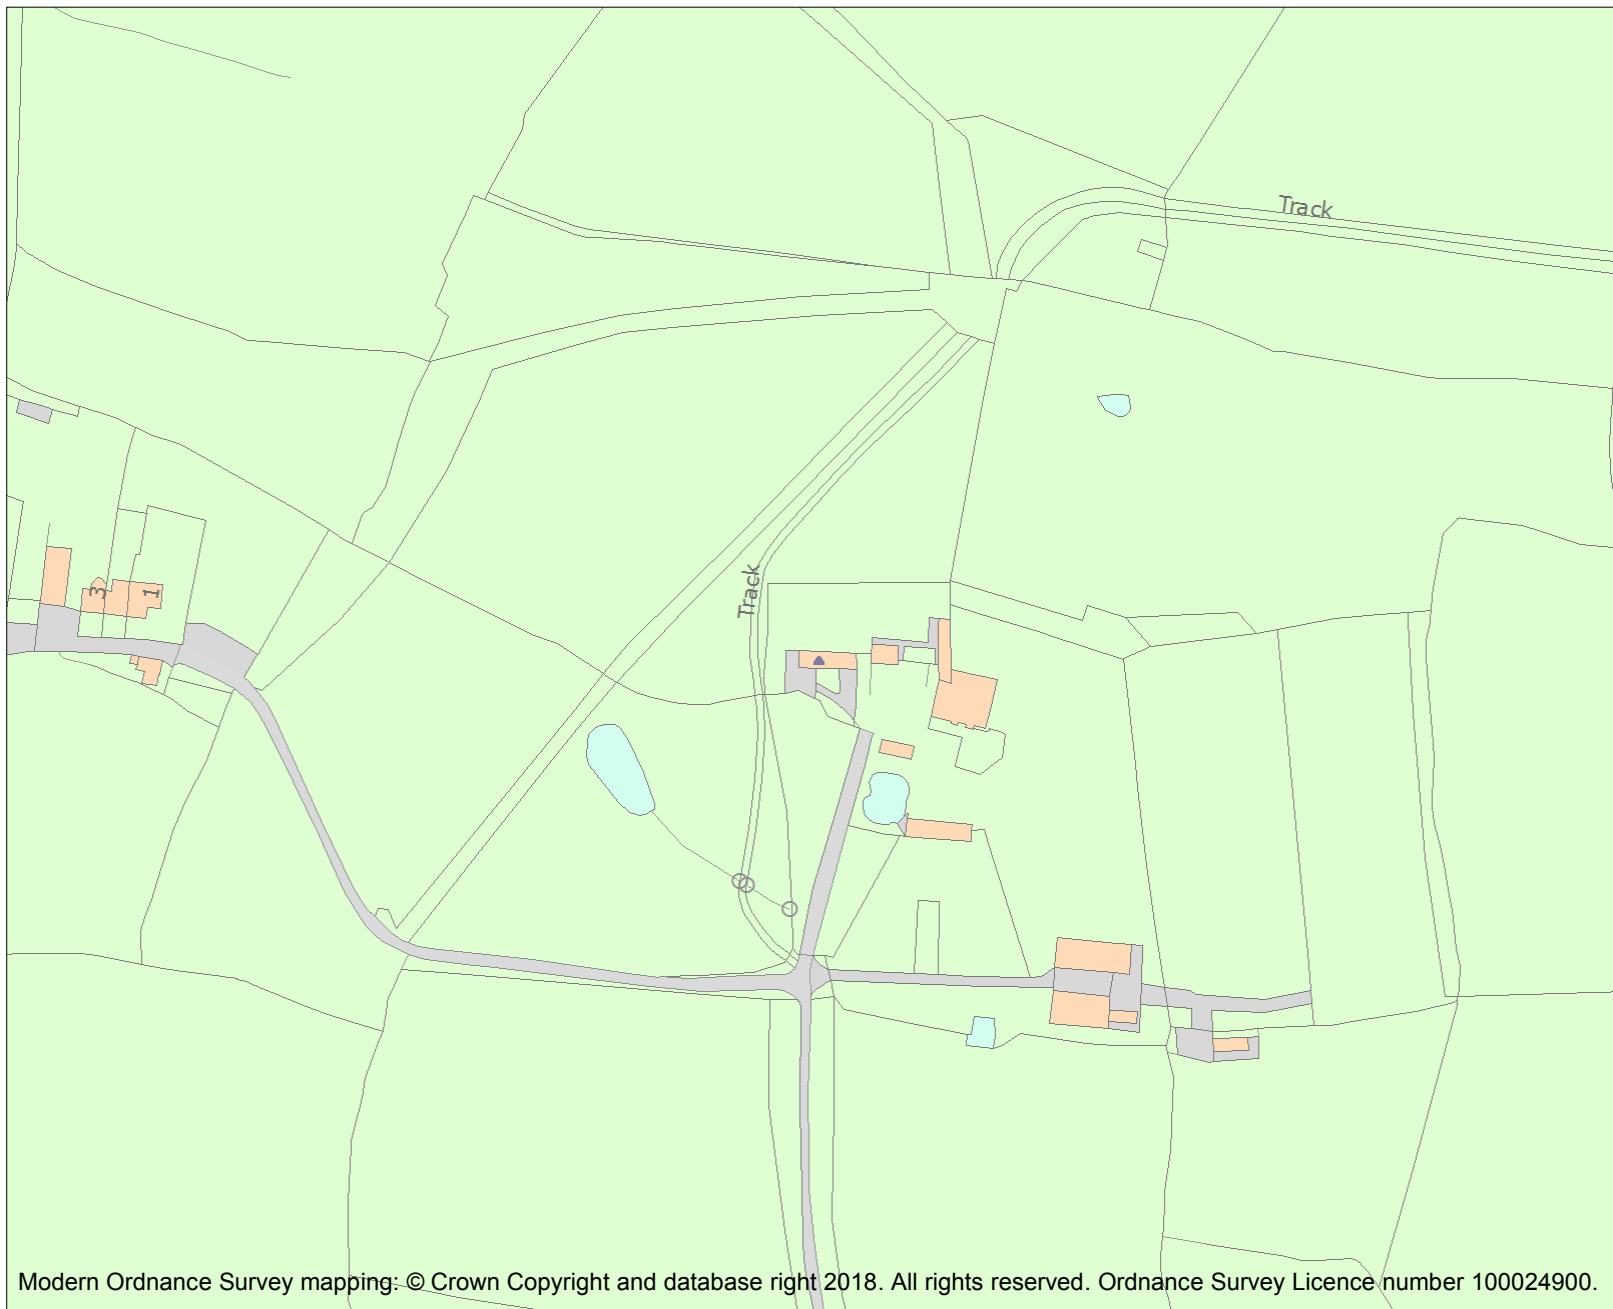 Track
Track
3
1
Modern Ordnance Survey mapping: © Crown Copyright and database right 2018. All rights reserved. Ordnance Survey Licence number 100024900.